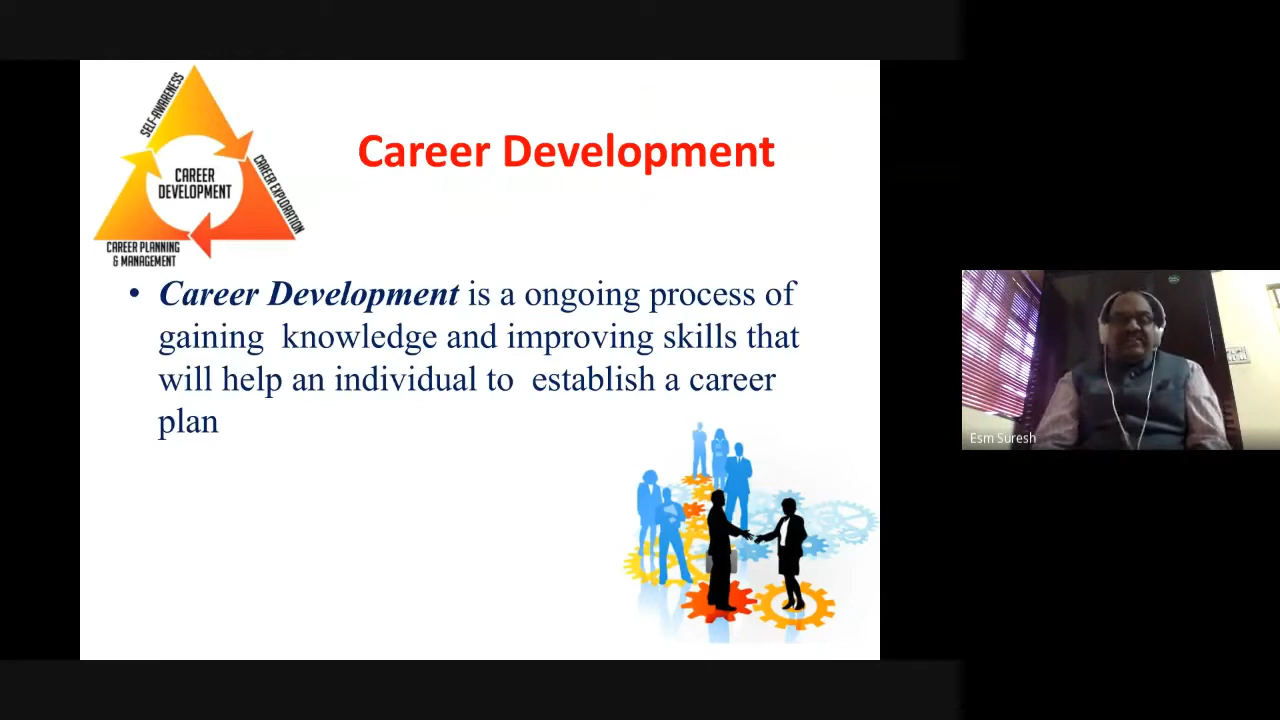 SELF-AWARENESS
CAREER
DEVELOPMENT
CAREER EXPLORATION
CAREER PLANNING
& MANAGEMENT
Career Development
• Career Development is a ongoing process of
gaining knowledge and improving skills that
will help an individual to establish a career
plan
Esm Suresh